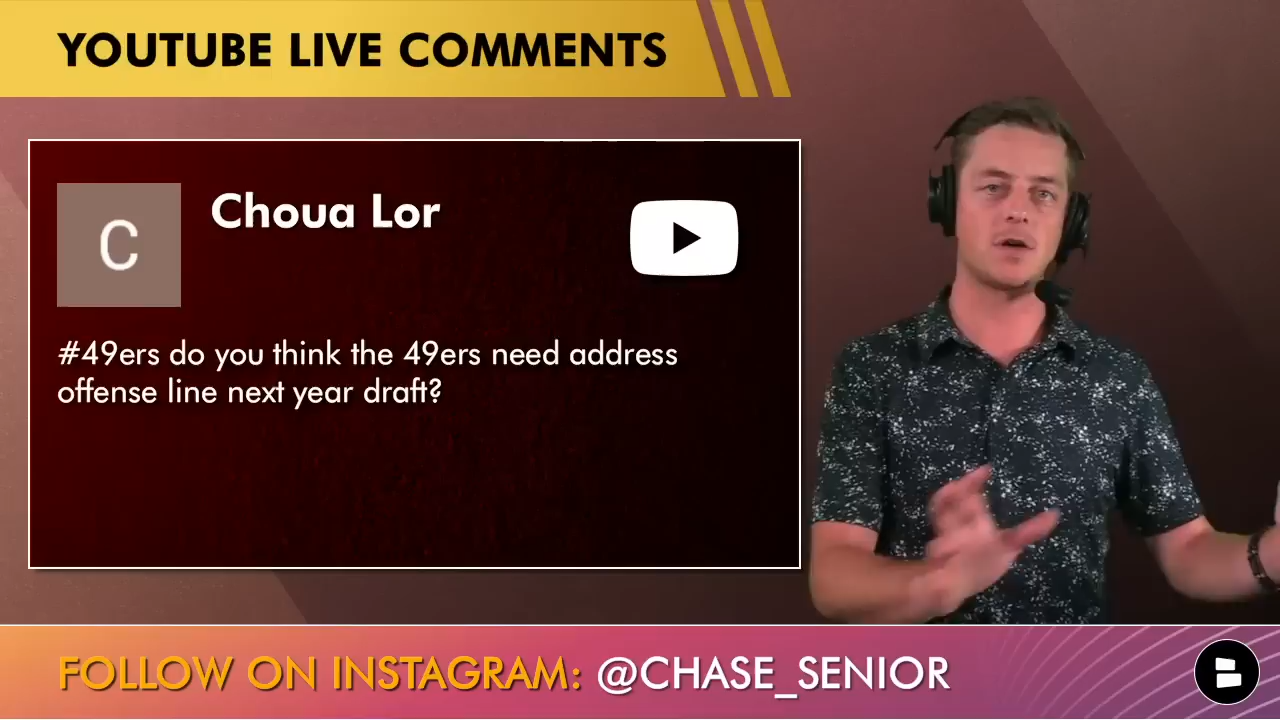 YOUTUBE LIVE COMMENTS
C
Choua Lor
#49ers do you think the 49ers need address
offense line next year draft?
FOLLOW ON INSTAGRAM: @CHASE_SENIOR